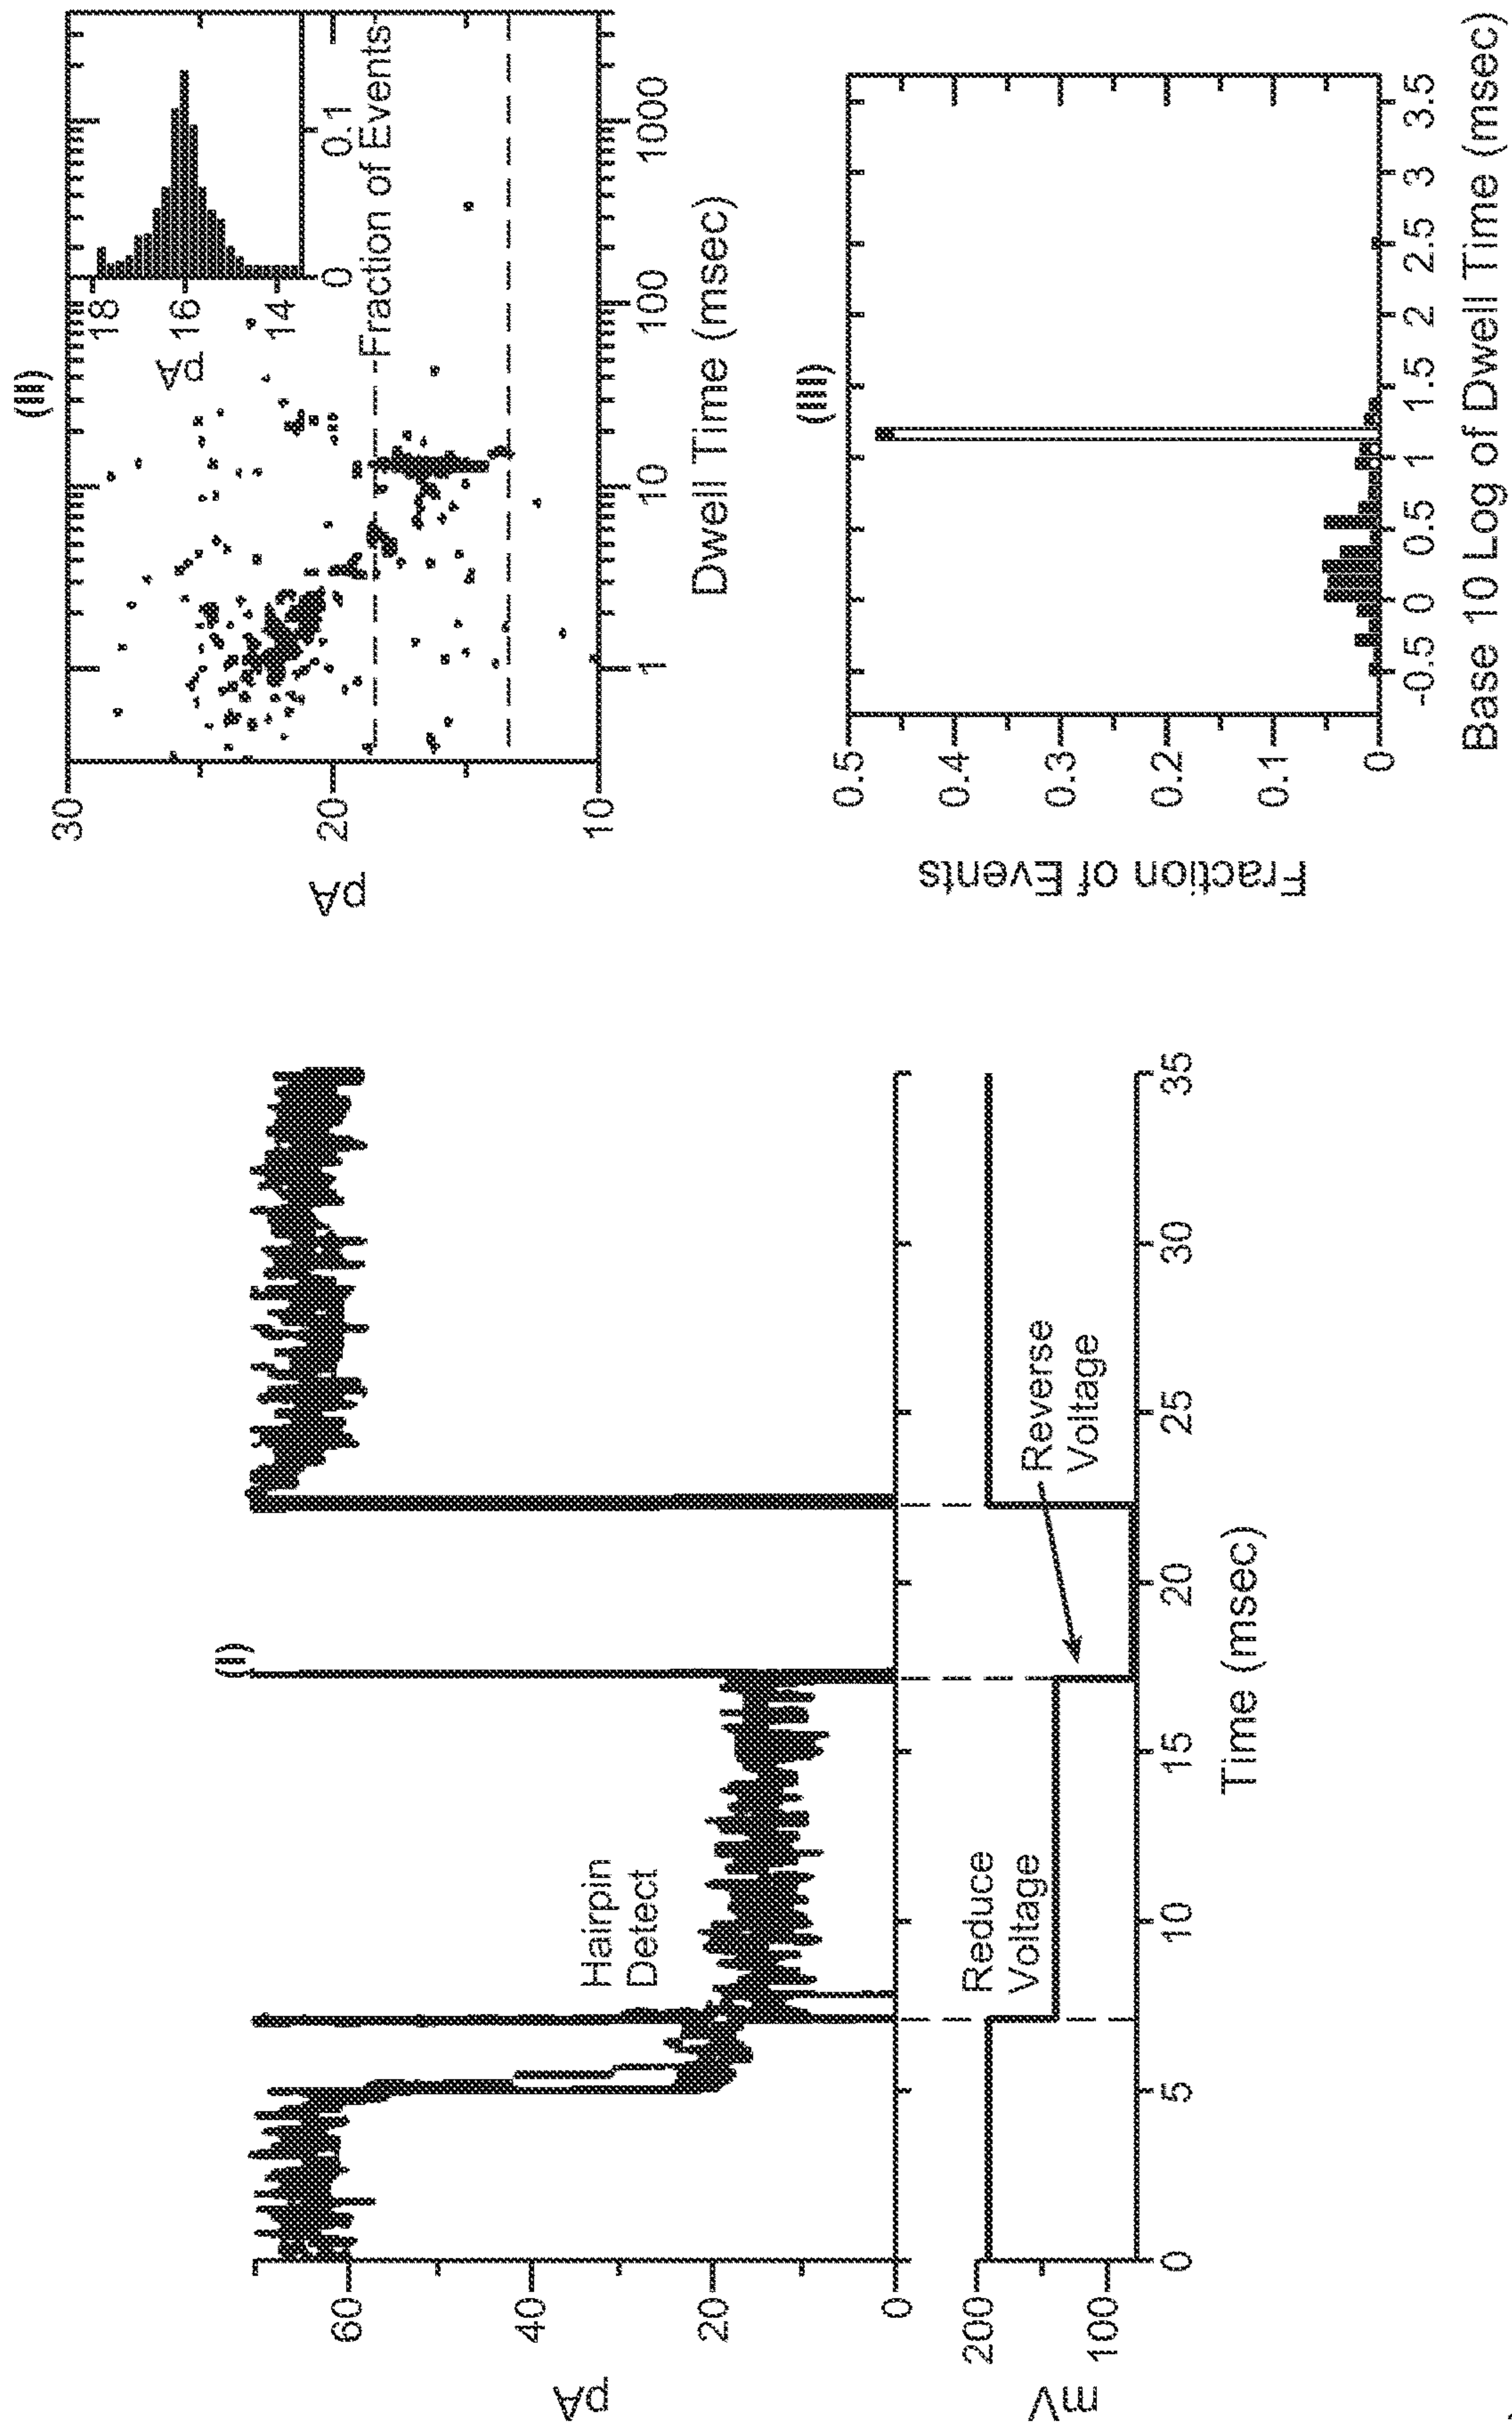 (I)
60
40
20
0
pA
Hairpin
Detect
200
100
mV
Reduce
Voltage
Reverse
Voltage
0
5
10
15
20
25
30
35
Time (msec)
(II)
30
20
10
pA
18
16
14
pA
0
0.1
Fraction of Events
1
10
100
1000
Dwell Time (msec)
(III)
0.5
0.4
0.3
0.2
0.1
0
Fraction of Events
-0.5
0
0.5
1
1.5
2
2.5
3
3.5
Base 10 Log of Dwell Time (msec)